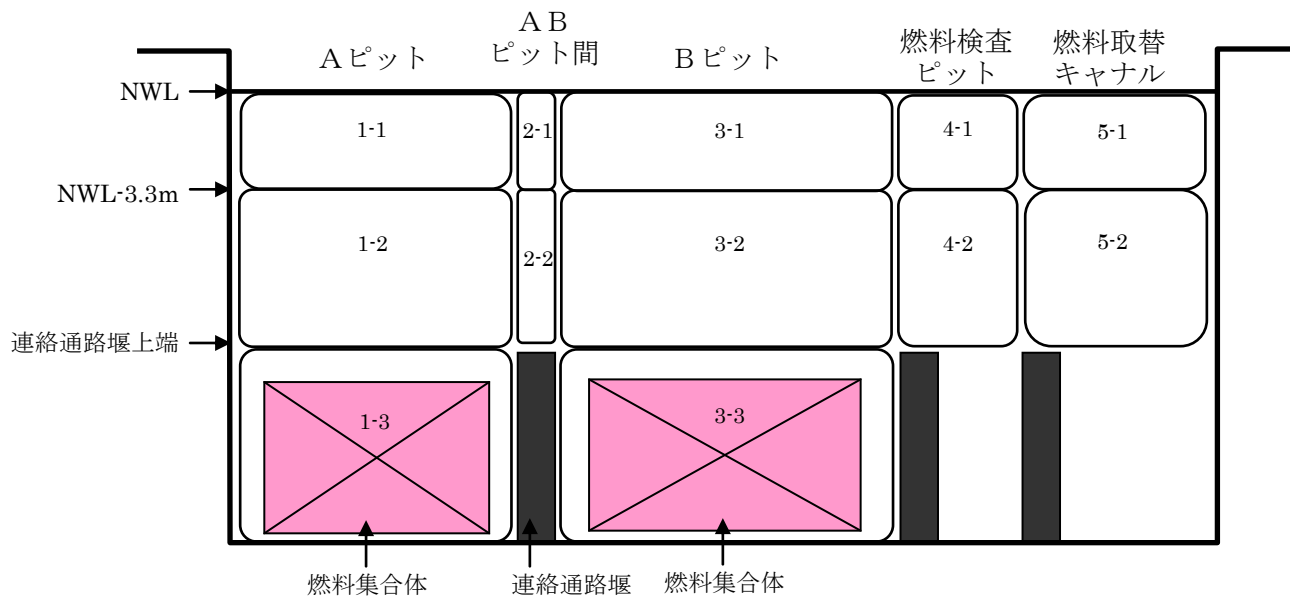 Aピット
AB
ピット間
Bピット
燃料検査
ピット
燃料取替
キャナル
NWL
1-1
2-1
3-1
4-1
5-1
NWL-3.3m
1-2
2-2
3-2
4-2
5-2
連絡通路堰上端
1-3
3-3
燃料集合体
連絡通路堰
燃料集合体